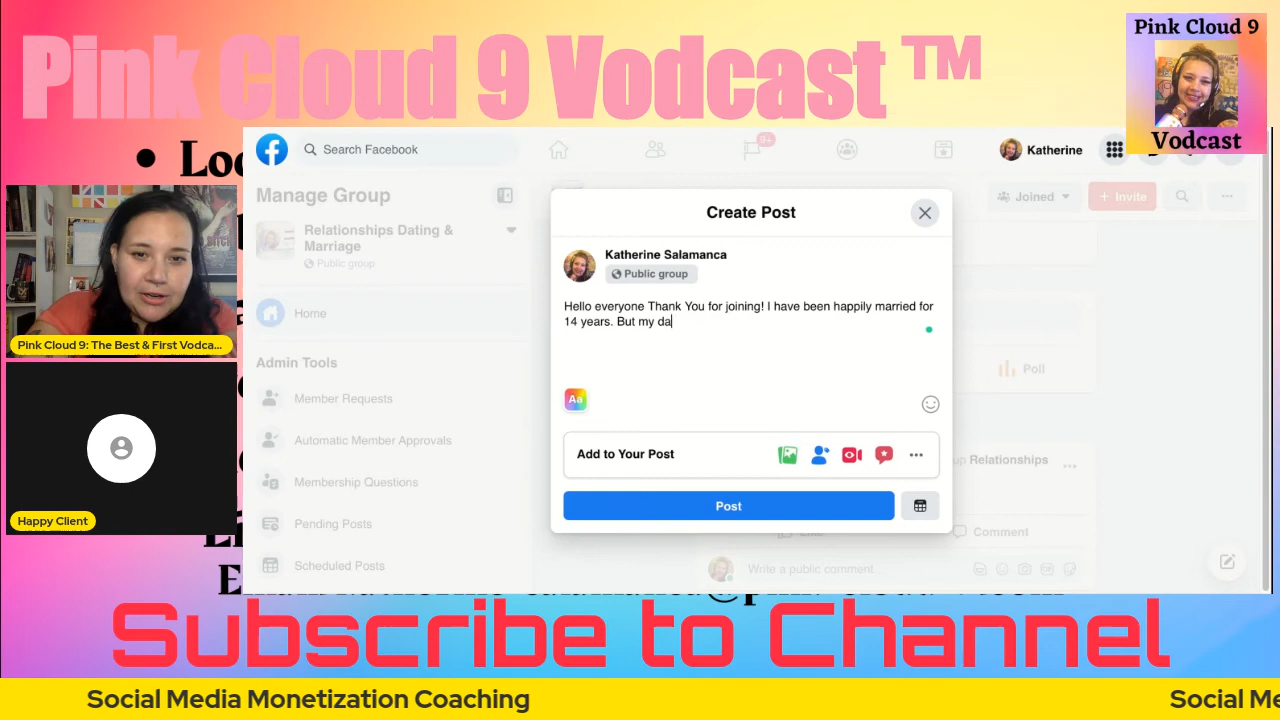 Pink Cloud 9 Vodcast ™
Pink Cloud 9
Vodcast
• Loo
Search Facebook
9+
Katherine
Manage Group
Relationships Dating &
Marriage
Public group
Joined
+ Invite
Create Post
Katherine Salamanca
Public group
Hello everyone Thank You for joining! I have been happily married for
14 years. But my da
Home
Admin Tools
Member Requests
Automatic Member Approvals
Membership Questions
Pending Posts
Scheduled Posts
Aa
Add to Your Post
Post
Poll
up Relationships
Comment
Write a public comment...
Pink Cloud 9: The Best & First Vodca...
Happy Client
Subscribe to Channel
Social Media Monetization Coaching
Social Me